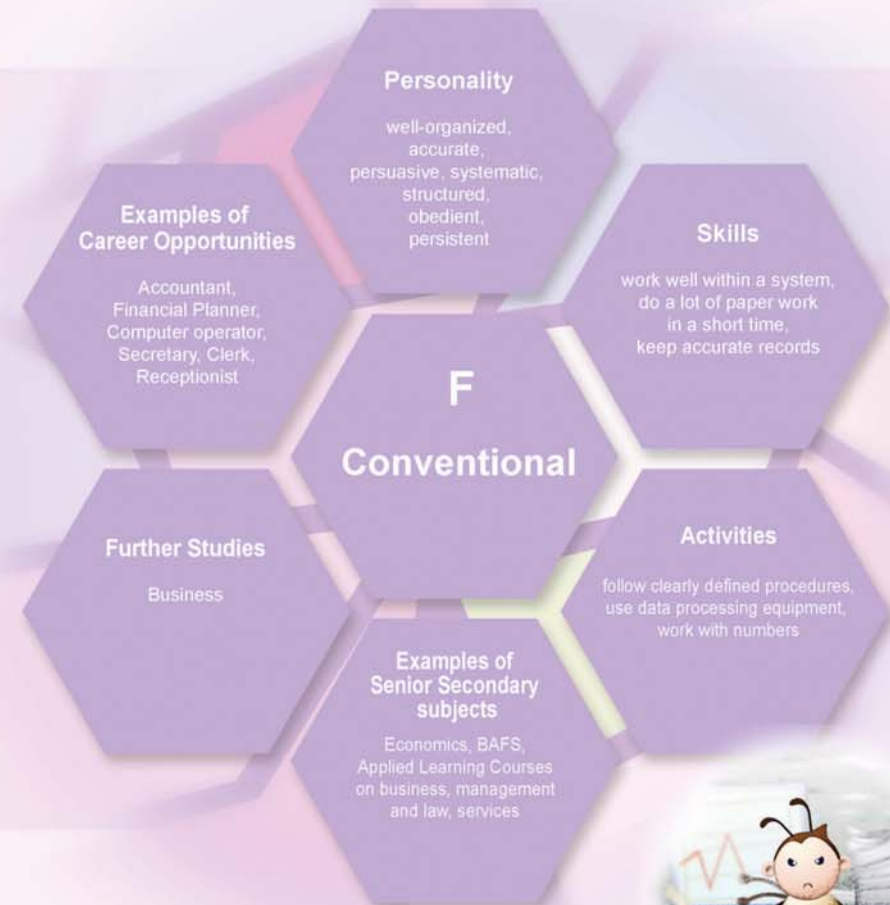 Personality
well-organized,
accurate,
persuasive, systematic,
structured,
obedient,
persistent
Examples of
Career Opportunities
Accountant,
Financial Planner,
Computer operator,
Secretary, Clerk,
Receptionist
Skills
work well within a system,
do a lot of paper work
in a short time,
keep accurate records
F
Conventional
Further Studies
Business
Activities
follow clearly defined procedures,
use data processing equipment,
work with numbers
Examples of
Senior Secondary
subjects
Economics, BAFS,
Applied Learning Courses
on business, management
and law, services